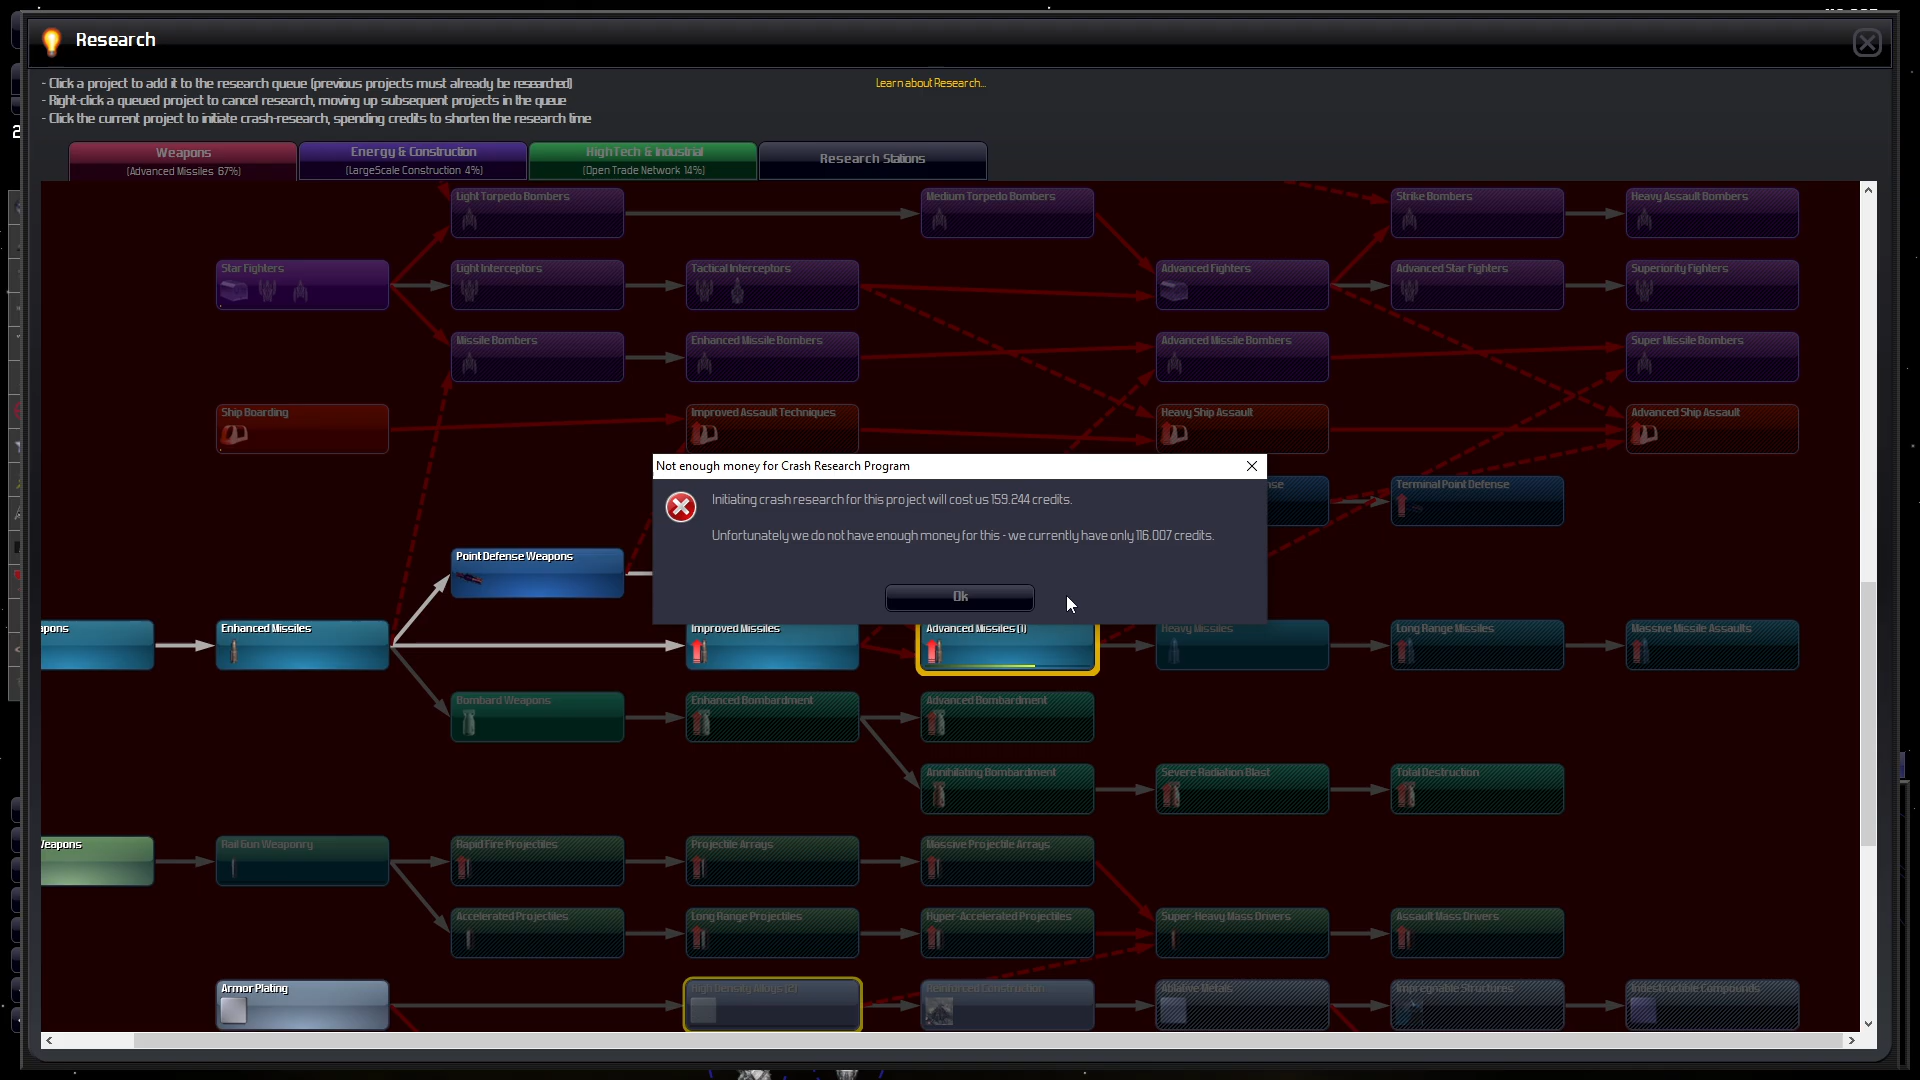 Research
- Click a project to add it to the research queue (previous projects must already be researched)
- Right-click a queued project to cancel research, moving up subsequent projects in the queue
- Click the current project to initiate crash-research, spending credits to shorten the research time
Learn about Research...
Weapons
(Advanced Missiles 67%)
Energy & Construction
(LargeScale Construction 4%)
HighTech & Industrial
(Open Trade Network 14%)
Research Stations
Light Torpedo Bombers
Medium Torpedo Bombers
Strike Bombers
Heavy Assault Bombers
Star Fighters
Light Interceptors
Tactical Interceptors
Advanced Fighters
Advanced Star Fighters
Superiority Fighters
Missile Bombers
Enhanced Missile Bombers
Advanced Missile Bombers
Super Missile Bombers
Ship Boarding
Improved Assault Techniques
Heavy Ship Assault
Advanced Ship Assault
Not enough money for Crash Research Program
Initiating crash research for this project will cost us 159.244 credits.
Unfortunately we do not have enough money for this - we currently have only 116.007 credits.
Ok
Terminal Point Defense
Point Defense Weapons
Enhanced Missiles
Improved Missiles
Advanced Missiles (1)
Heavy Missiles
Long Range Missiles
Massive Missile Assaults
Bombard Weapons
Enhanced Bombardment
Advanced Bombardment
Annihilating Bombardment
Severe Radiation Blast
Total Destruction
Weapons
Rail Gun Weaponry
Rapid Fire Projectiles
Projectile Arrays
Massive Projectile Arrays
Accelerated Projectiles
Long Range Projectiles
Hyper-Accelerated Projectiles
Super-Heavy Mass Drivers
Assault Mass Drivers
Armor Plating
High Density Alloys (2)
Reinforced Construction
Ablative Metals
Impregnable Structures
Indestructible Compounds